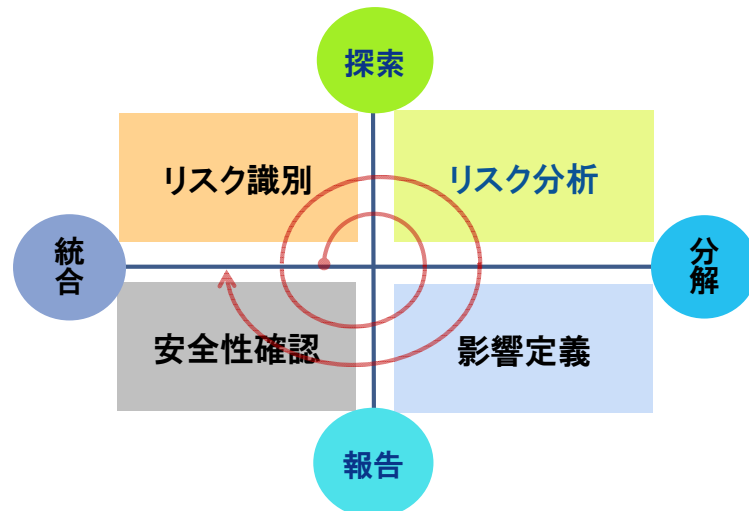 探索
リスク識別
リスク分析
統合
分解
安全性確認
影響定義
報告